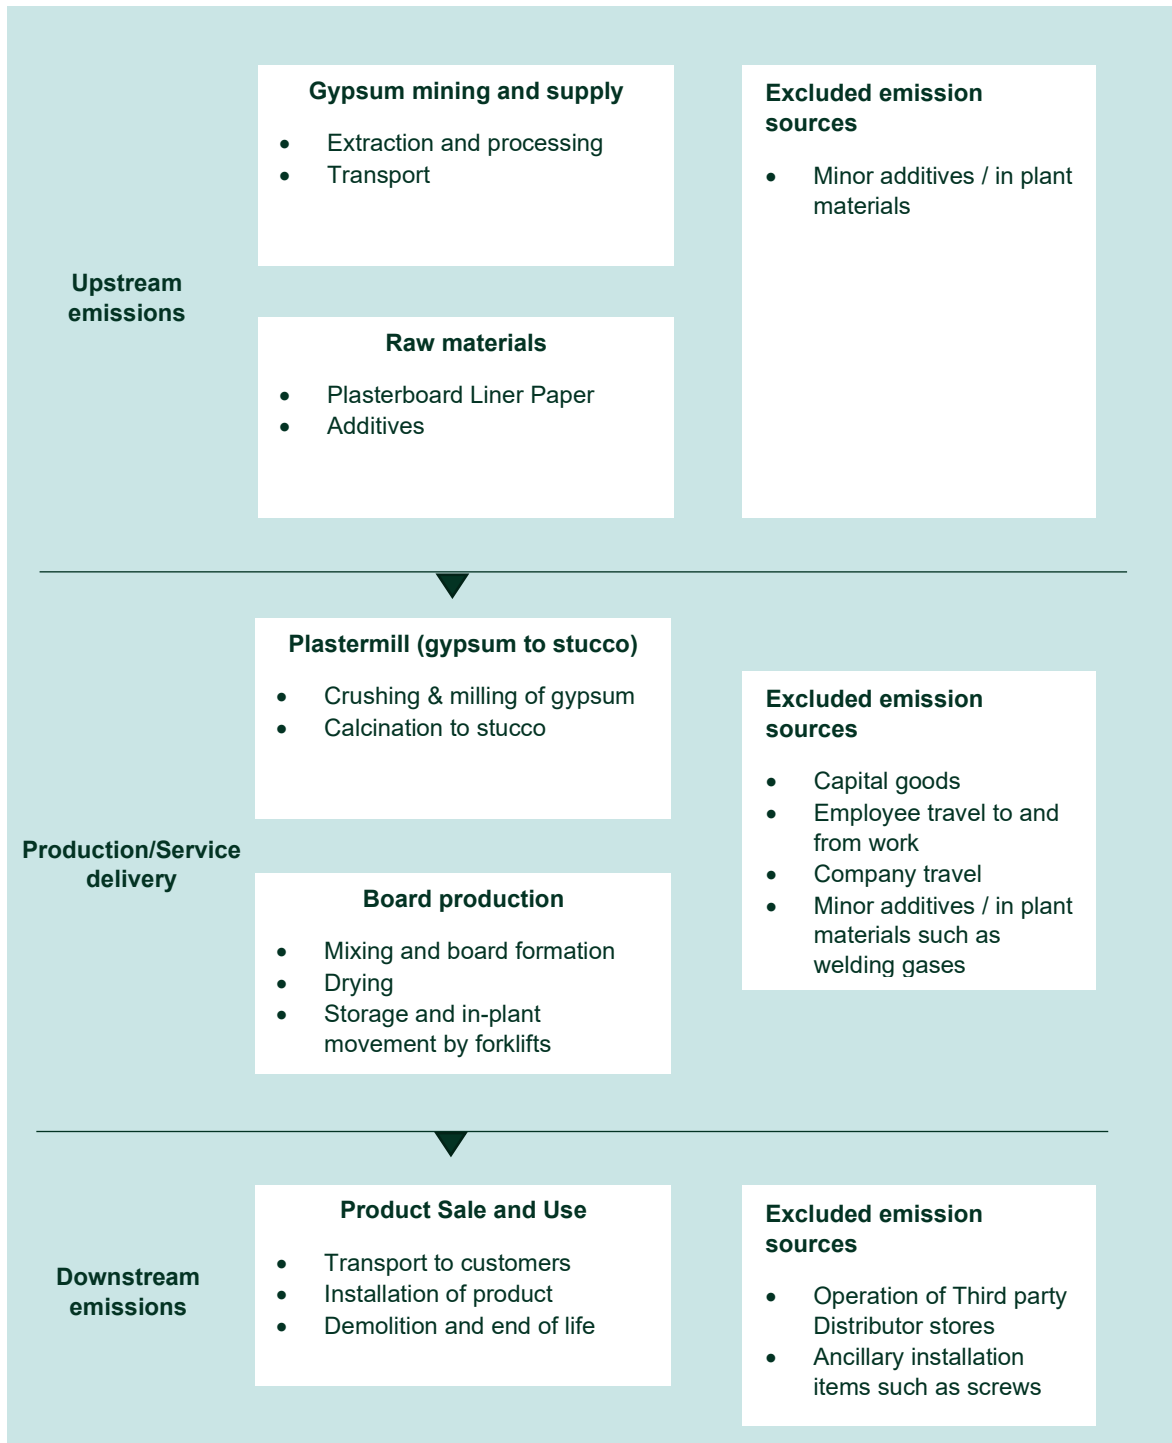 Gypsum mining and supply
• Extraction and processing
• Transport
Excluded emission
sources
• Minor additives / in plant
materials
Upstream
emissions
Raw materials
• Plasterboard Liner Paper
• Additives
Plastermill (gypsum to stucco)
• Crushing & milling of gypsum
• Calcination to stucco
Excluded emission
sources
• Capital goods
• Employee travel to and
from work
• Company travel
• Minor additives / in plant
materials such as
welding gases
Production/Service
delivery
Board production
• Mixing and board formation
• Drying
• Storage and in-plant
movement by forklifts
Product Sale and Use
• Transport to customers
• Installation of product
• Demolition and end of life
Excluded emission
sources
• Operation of Third party
Distributor stores
• Ancillary installation
items such as screws
Downstream
emissions